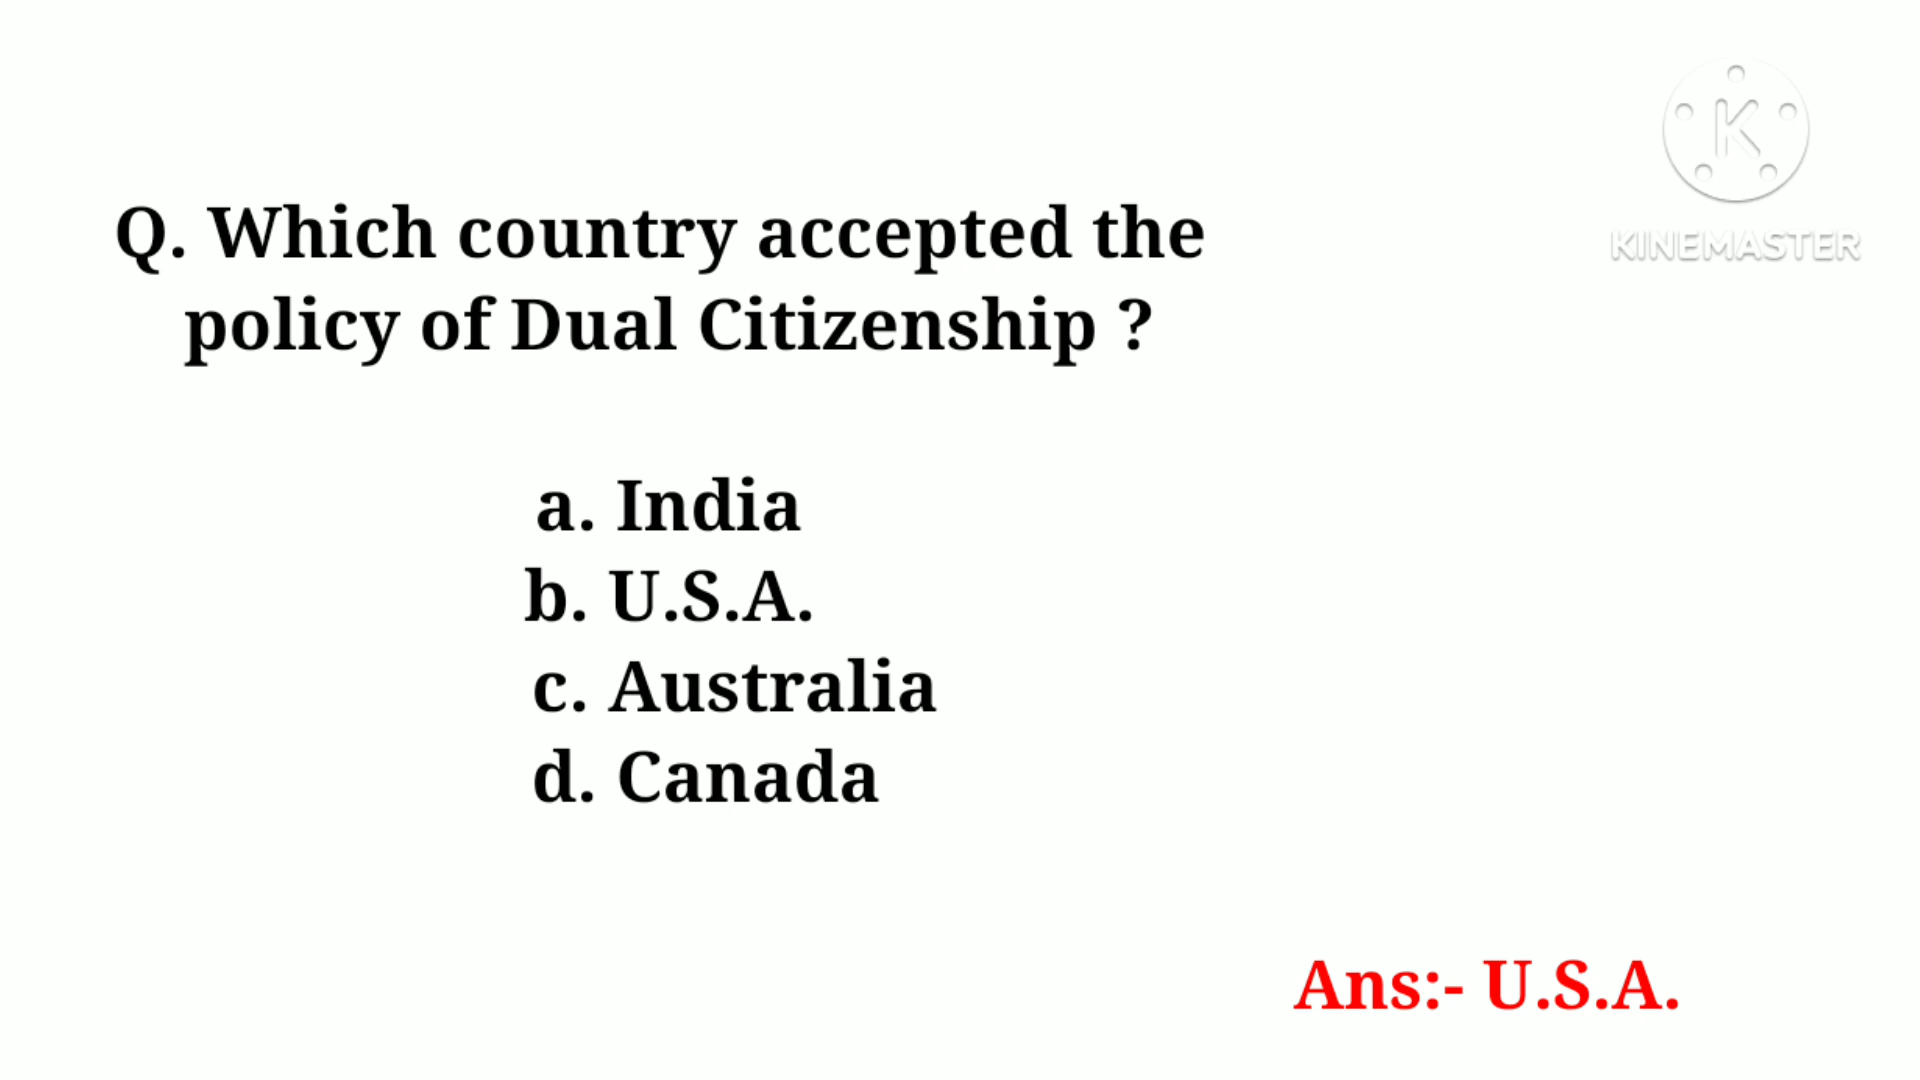 KINEMASTER
Q. Which country accepted the
policy of Dual Citizenship ?
a. India
b. U.S.A.
c. Australia
d. Canada
Ans:- U.S.A.